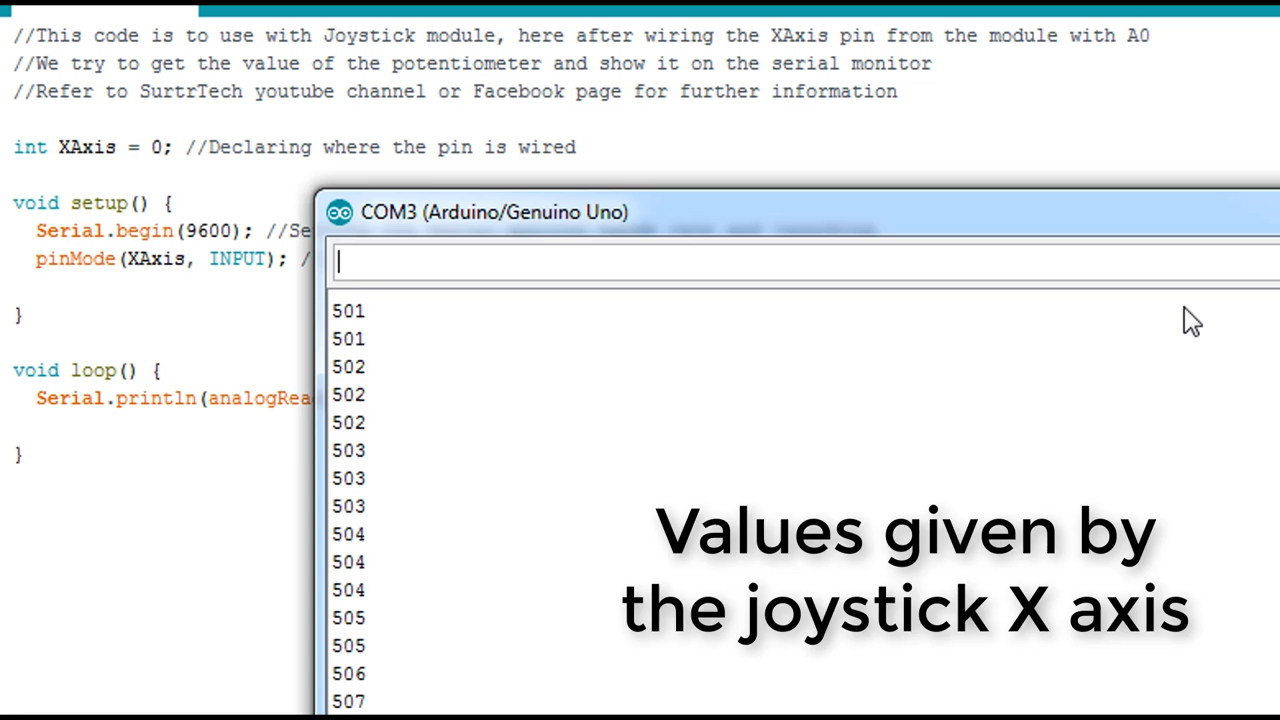 //This code is to use with Joystick module, here after wiring the XAxis pin from the module with A0
//We try to get the value of the potentiometer and show it on the serial monitor
//Refer to SurtrTech youtube channel or Facebook page for further information
int XAxis = 0; //Declaring where the pin is wired
void setup() {
Serial.begin(9600); //Se
pinMode(XAxis, INPUT); /
}
void loop() {
Serial.println(analogRea
}
COM3 (Arduino/Genuino Uno)
501
501
502
502
502
503
503
503
504
504
504
505
505
506
507
Values given by
the joystick X axis